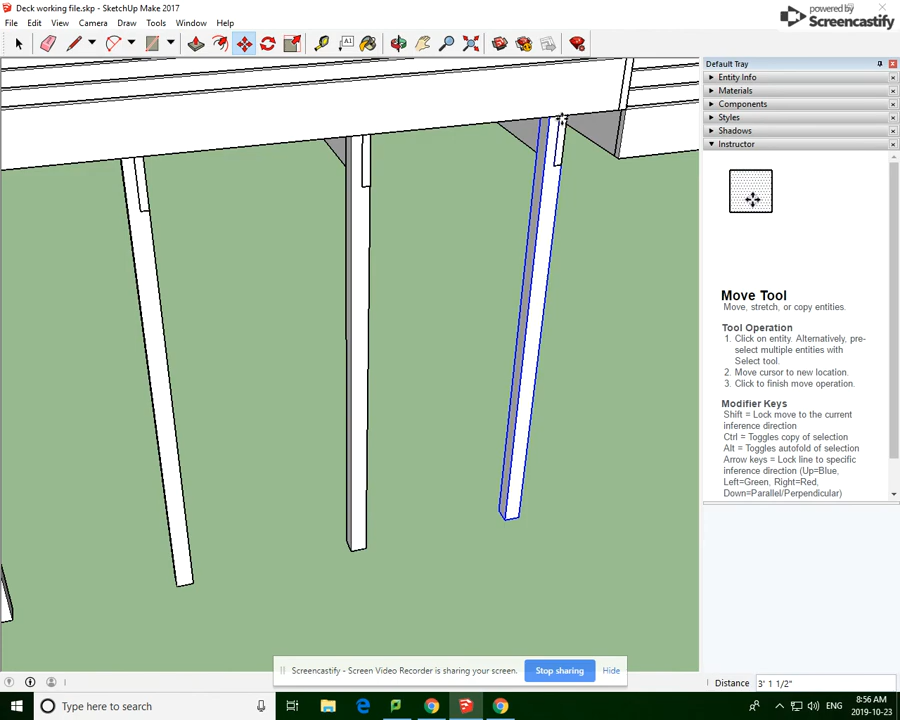 Deck working file.skp - SketchUp Make 2017
powered by
Screencastify
File Edit View Camera Draw Tools Window Help
A1
Default Tray
Entity Info
Materials
Components
Styles
Shadows
Instructor
Move Tool
Move, stretch, or copy entities.
Tool Operation
1. Click on entity. Alternatively, pre-
select multiple entities with
Select tool.
2. Move cursor to new location.
3. Click to finish move operation.
Modifier Keys
Shift = Lock move to the current
inference direction
Ctrl = Toggles copy of selection
Alt = Toggles autofold of selection
Arrow keys = Lock line to specific
inference direction (Up=Blue,
Left=Green, Right=Red,
Down=Parallel/Perpendicular)
Screencastify - Screen Video Recorder is sharing your screen.
Stop sharing
Hide
Distance 3' 1 1/2"
Type here to search
ENG
8:56 AM
2019-10-23